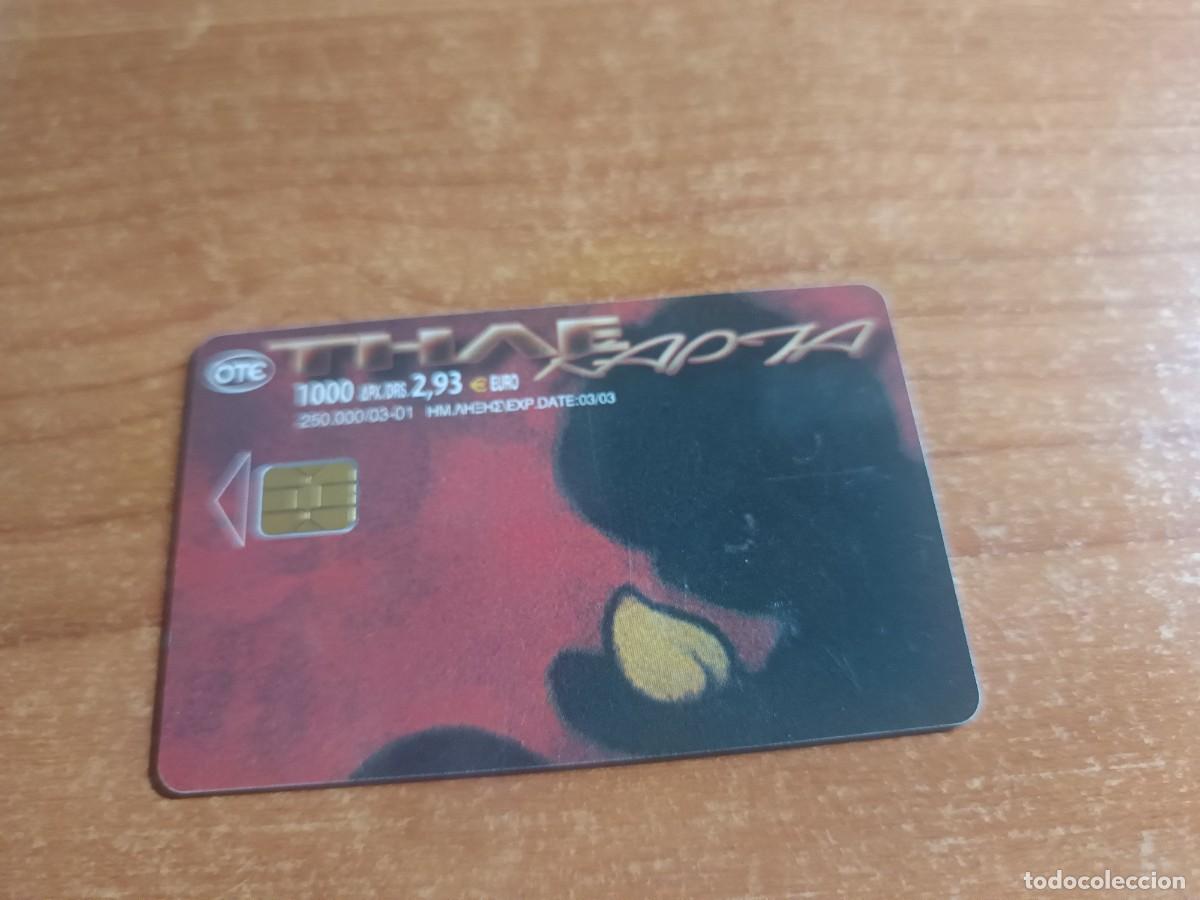 OTE
ΤΗΛΕΚΑΡΤΑ
1000 ΔΡΧ./DRS. 2,93 € EURO
250.000/03-01 ΗΜ.ΛΗΞΗΣ\EXP.DATE:03/03
todocoleccion